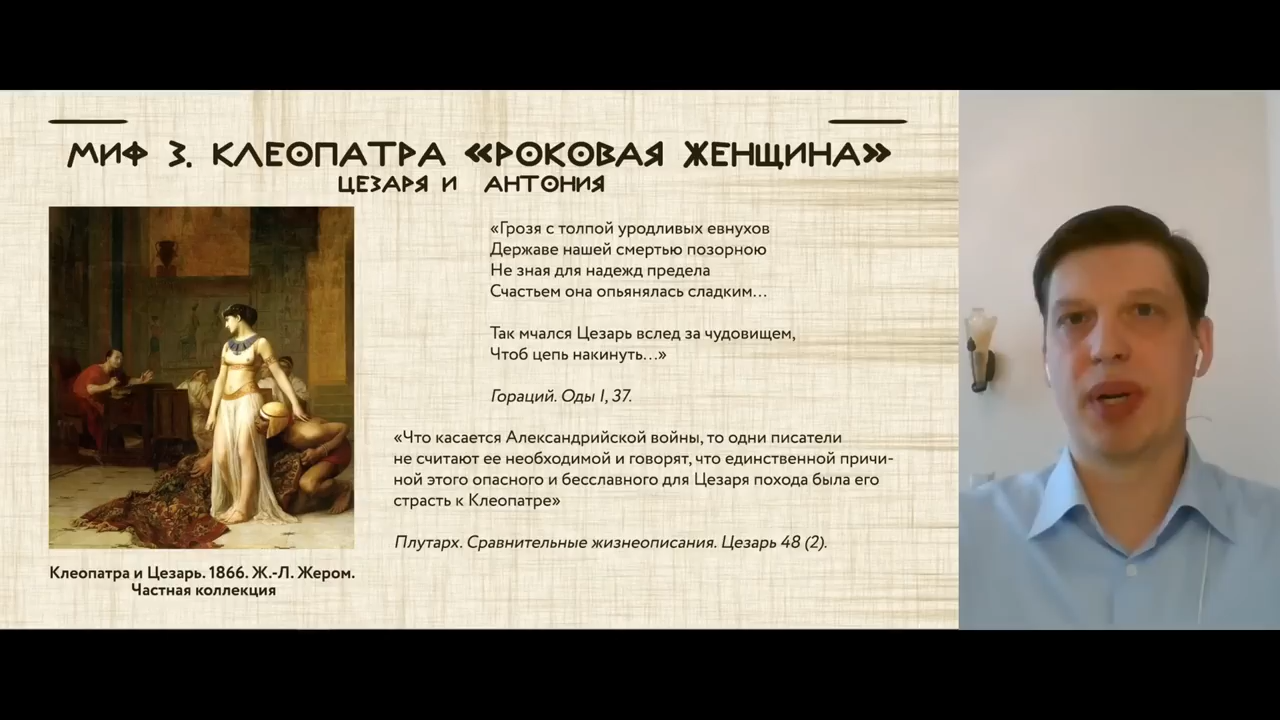 МИФ 3. КЛЕОПАТРА «РОКОВАЯ ЖЕНЩИНА»
ЦЕЗАРЯ И АНТОНИЯ
«Грозя с толпой уродливых евнухов
Державе нашей смертью позорною
Не зная для надежд предела
Счастьем она опьянялась сладким...
Так мчался Цезарь вслед за чудовищем,
Чтоб цепь накинуть...»
Гораций. Оды I, 37.
«Что касается Александрийской войны, то одни писатели
не считают ее необходимой и говорят, что единственной причи-
ной этого опасного и бесславного для Цезаря похода была его
страсть к Клеопатре»
Плутарх. Сравнительные жизнеописания. Цезарь 48 (2).
Клеопатра и Цезарь. 1866. Ж.-Л. Жером.
Частная коллекция